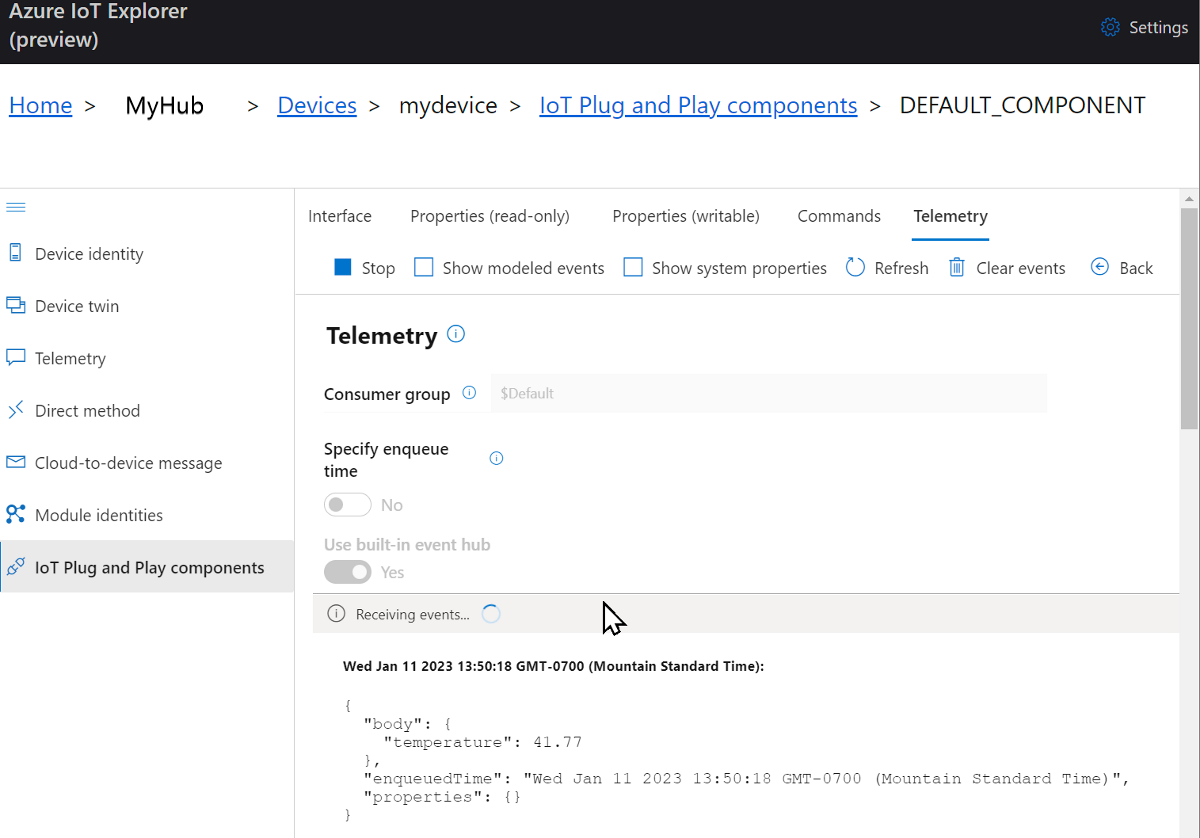 Azure IoT Explorer
(preview)
Settings
Home > MyHub > Devices > mydevice > IoT Plug and Play components > DEFAULT_COMPONENT
Device identity
Device twin
Telemetry
Direct method
Cloud-to-device message
Module identities
IoT Plug and Play components
Interface Properties (read-only) Properties (writable) Commands Telemetry
Stop Show modeled events Show system properties Refresh Clear events Back
Telemetry
Consumer group $Default
Specify enqueue
time
No
Use built-in event hub
Yes
Receiving events...
Wed Jan 11 2023 13:50:18 GMT-0700 (Mountain Standard Time):
{
"body": {
"temperature": 41.77
},
"enqueuedTime": "Wed Jan 11 2023 13:50:18 GMT-0700 (Mountain Standard Time)",
"properties": {}
}